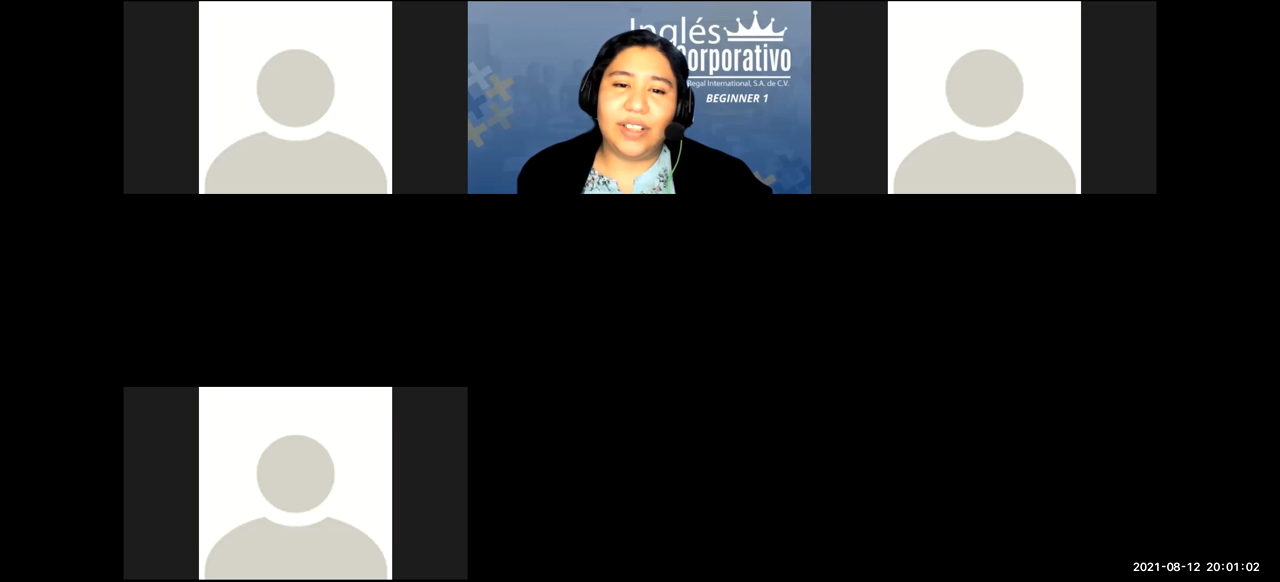 Inglés
Corporativo
Regal International, S.A. de C.V.
BEGINNER 1
2021-08-12 20:01:02